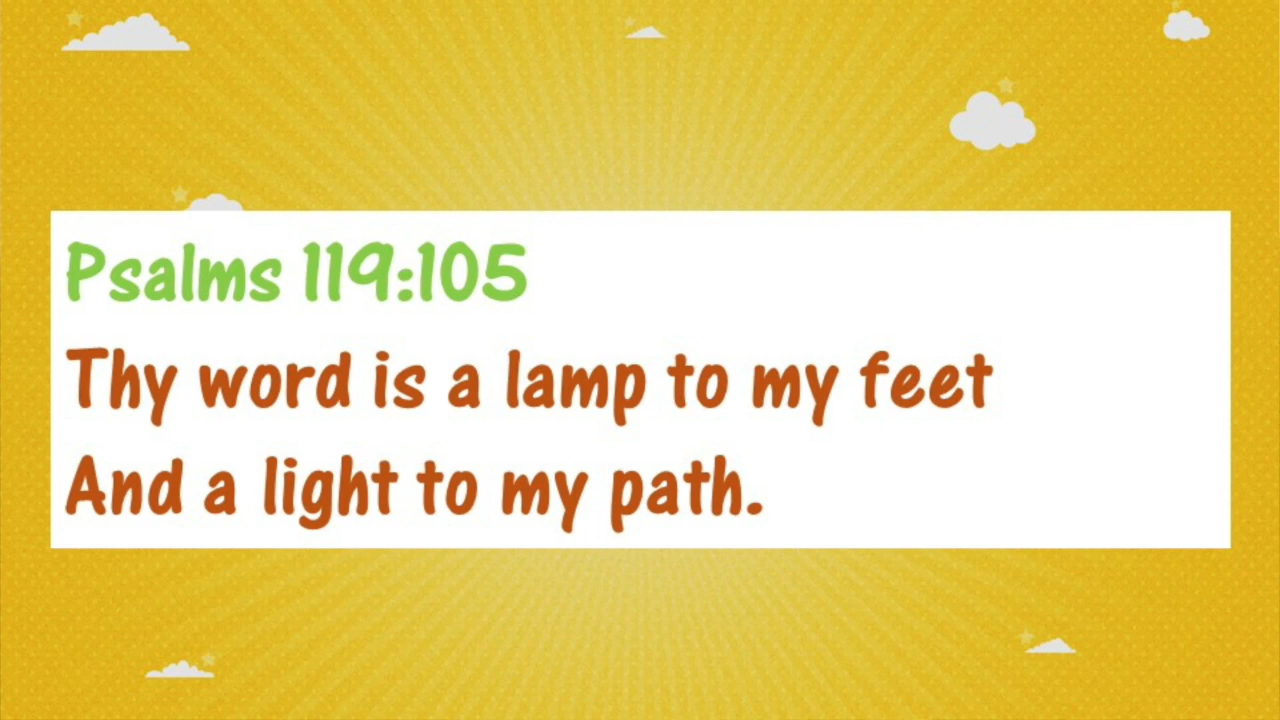 Psalms 119:105
Thy word is a lamp to my feet
And a light to my path.